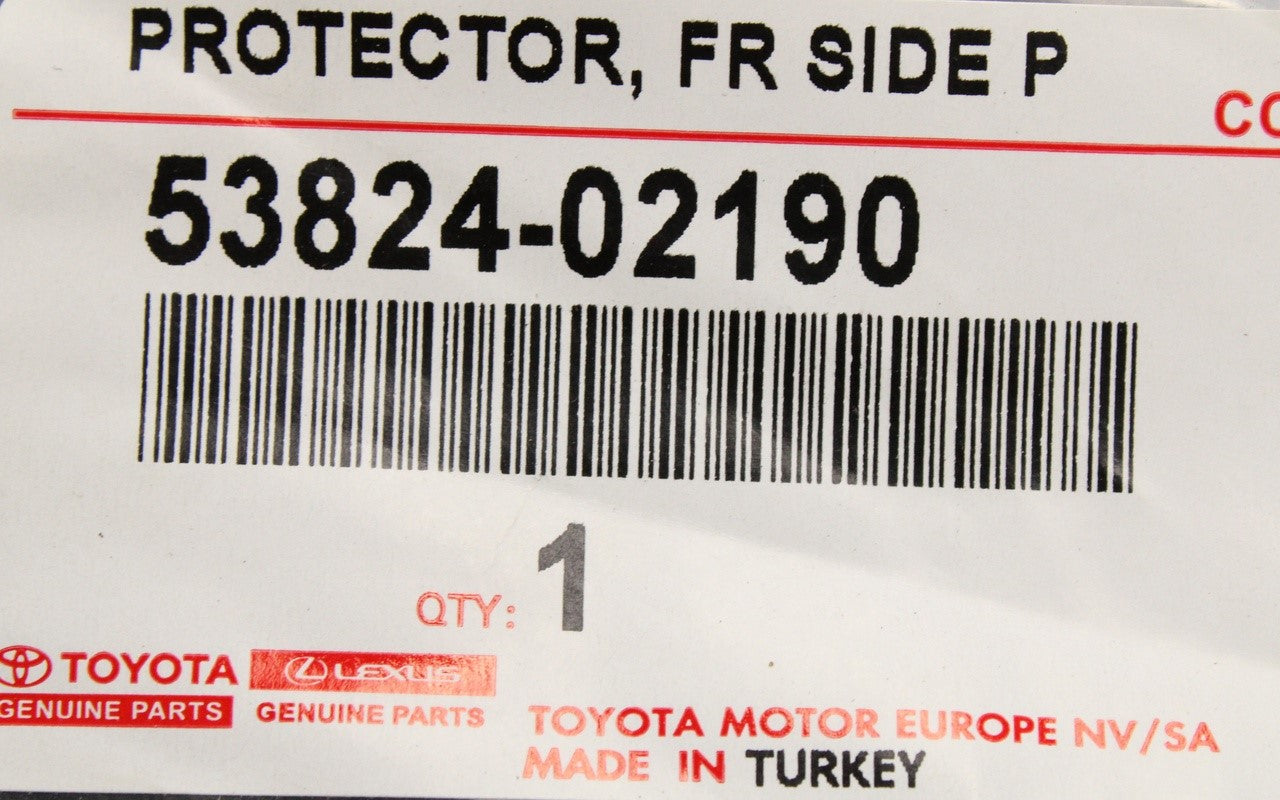 PROTECTOR, FR SIDE P
CO
53824-02190
QTY: 1
TOYOTA
GENUINE PARTS
LEXUS
GENUINE PARTS
TOYOTA MOTOR EUROPE NV/SA
MADE IN TURKEY